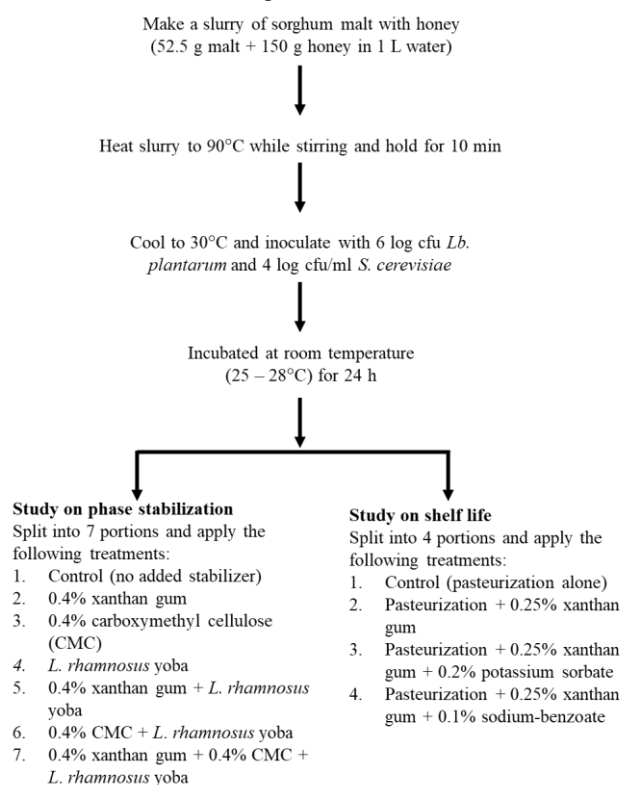 Make a slurry of sorghum malt with honey
(52.5 g malt + 150 g honey in 1 L water)
Heat slurry to 90°C while stirring and hold for 10 min
Cool to 30°C and inoculate with 6 log cfu Lb.
plantarum and 4 log cfu/ml S. cerevisiae
Incubated at room temperature
(25 – 28°C) for 24 h
Study on phase stabilization
Split into 7 portions and apply the
following treatments:
1. Control (no added stabilizer)
2. 0.4% xanthan gum
3. 0.4% carboxymethyl cellulose
(CMC)
4. L. rhamnosus yoba
5. 0.4% xanthan gum + L. rhamnosus
yoba
6. 0.4% CMC + L. rhamnosus yoba
7. 0.4% xanthan gum + 0.4% CMC +
L. rhamnosus yoba
Study on shelf life
Split into 4 portions and apply the
following treatments:
1. Control (pasteurization alone)
2. Pasteurization + 0.25% xanthan
gum
3. Pasteurization + 0.25% xanthan
gum + 0.2% potassium sorbate
4. Pasteurization + 0.25% xanthan
gum + 0.1% sodium-benzoate